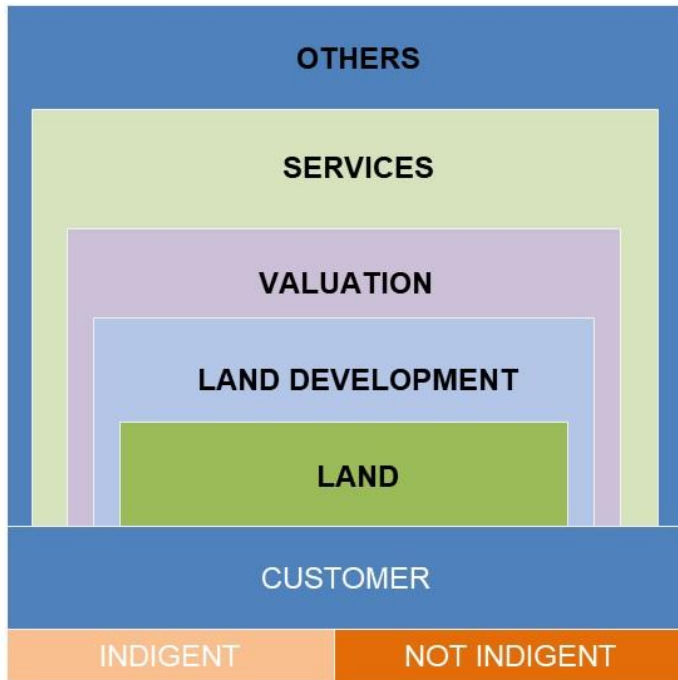 OTHERS
SERVICES
VALUATION
LAND DEVELOPMENT
LAND
CUSTOMER
INDIGENT
NOT INDIGENT